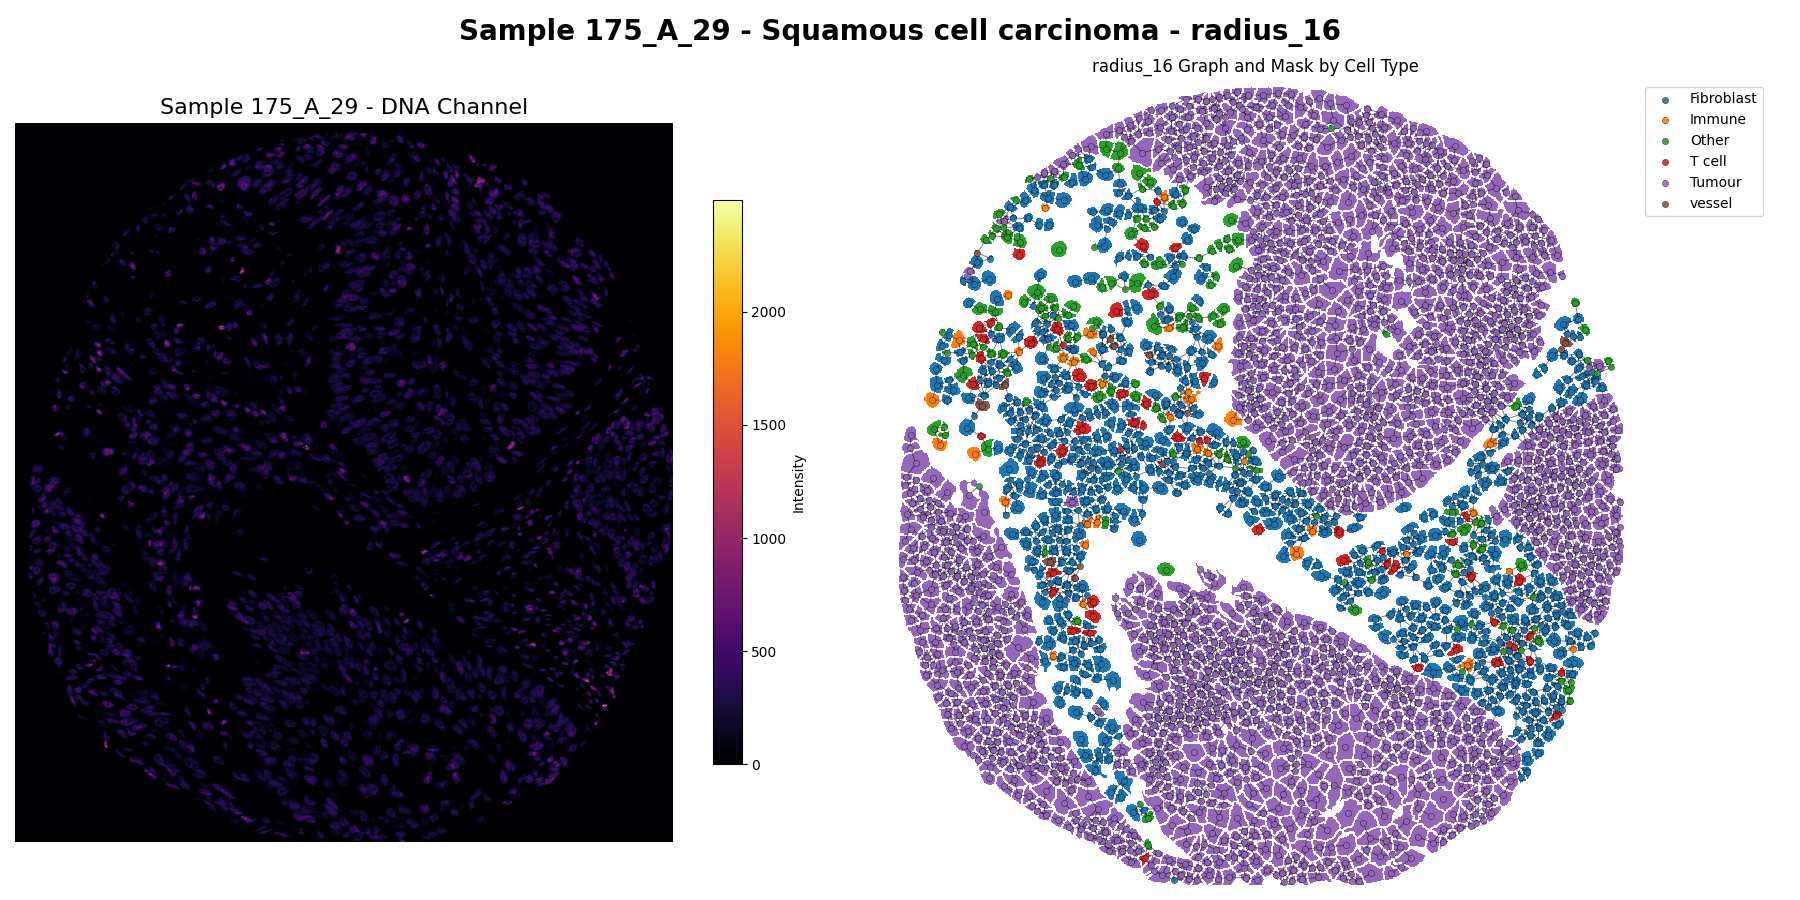 Sample 175_A_29 - Squamous cell carcinoma - radius_16
Sample 175_A_29 - DNA Channel
2000
1500
1000
500
0
Intensity
radius_16 Graph and Mask by Cell Type
Fibroblast
Immune
Other
T cell
Tumour
vessel